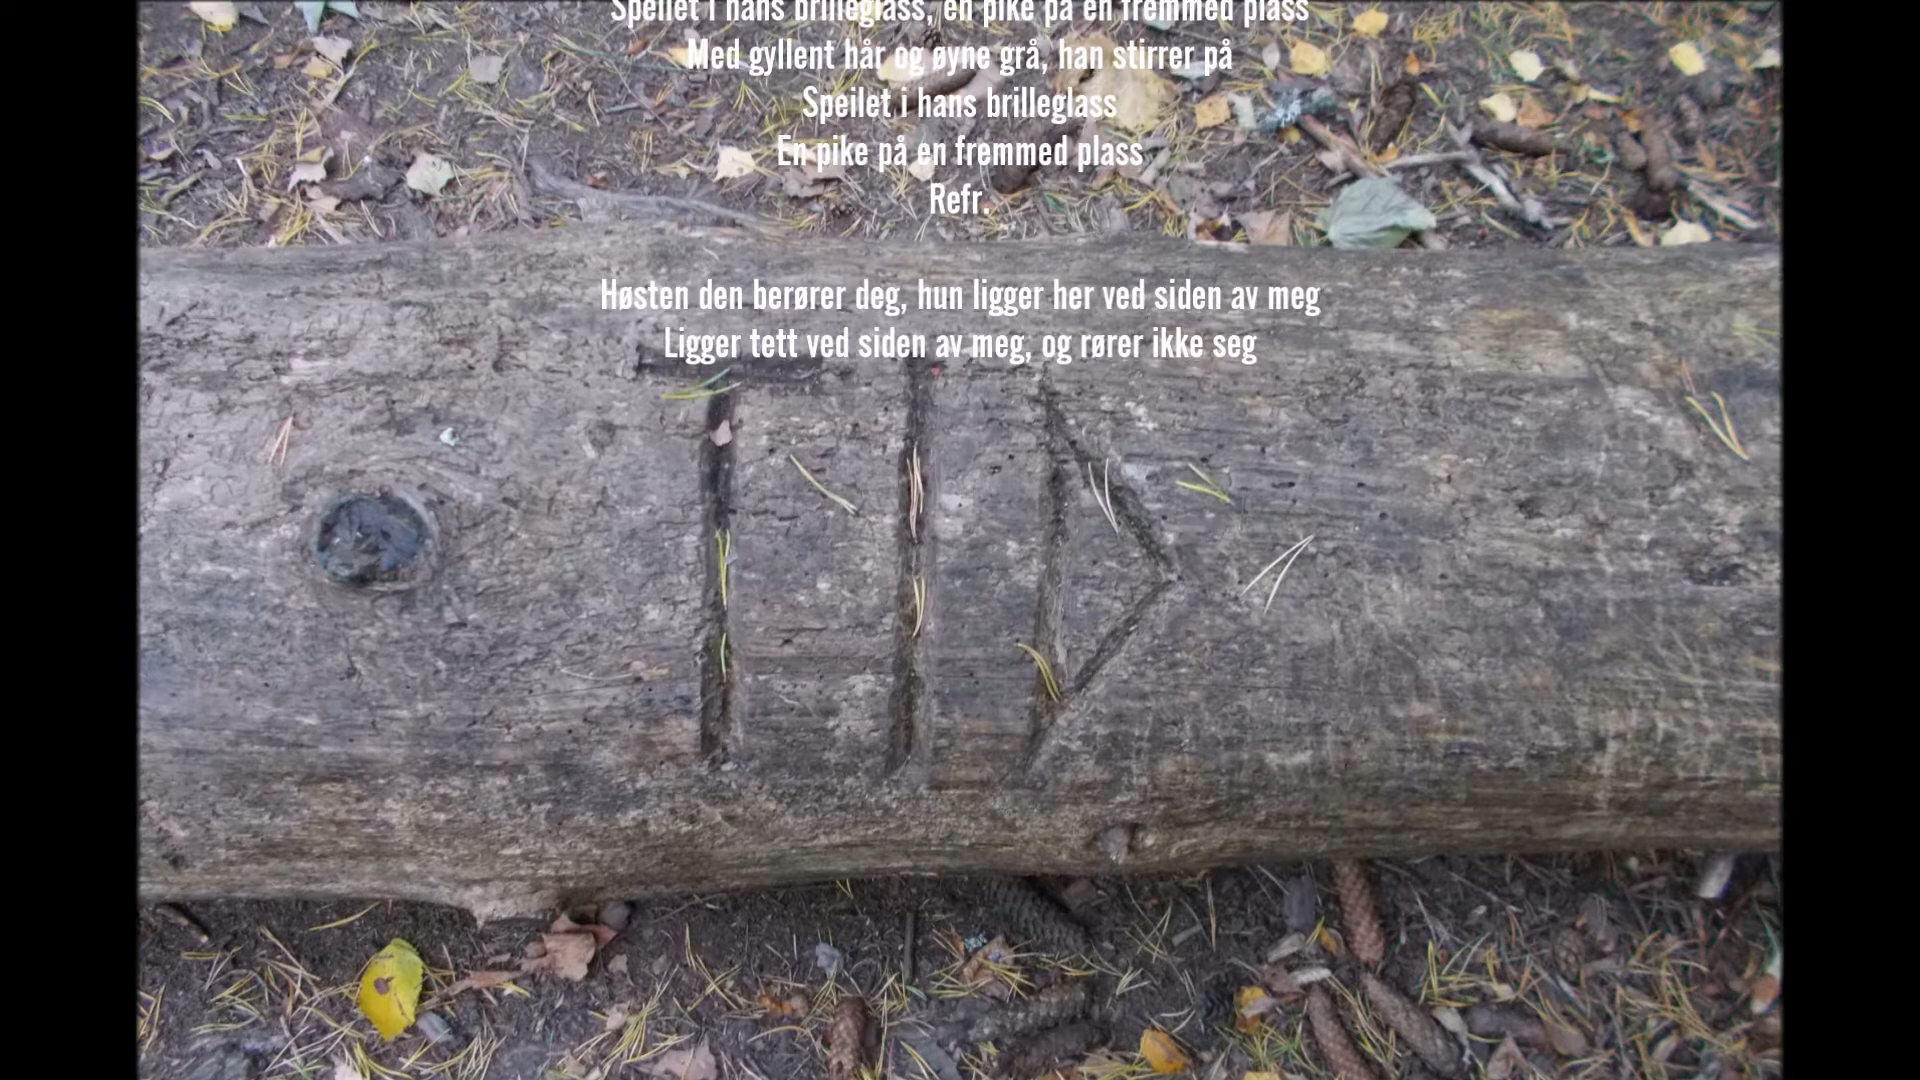 Speilet i hans brilleglass, en pike på en fremmed plass
Med gyllent hår og øyne grå, han stirrer på
Speilet i hans brilleglass
En pike på en fremmed plass
Refr.
Høsten den berører deg, hun ligger her ved siden av meg
Ligger tett ved siden av meg, og rører ikke seg
TID